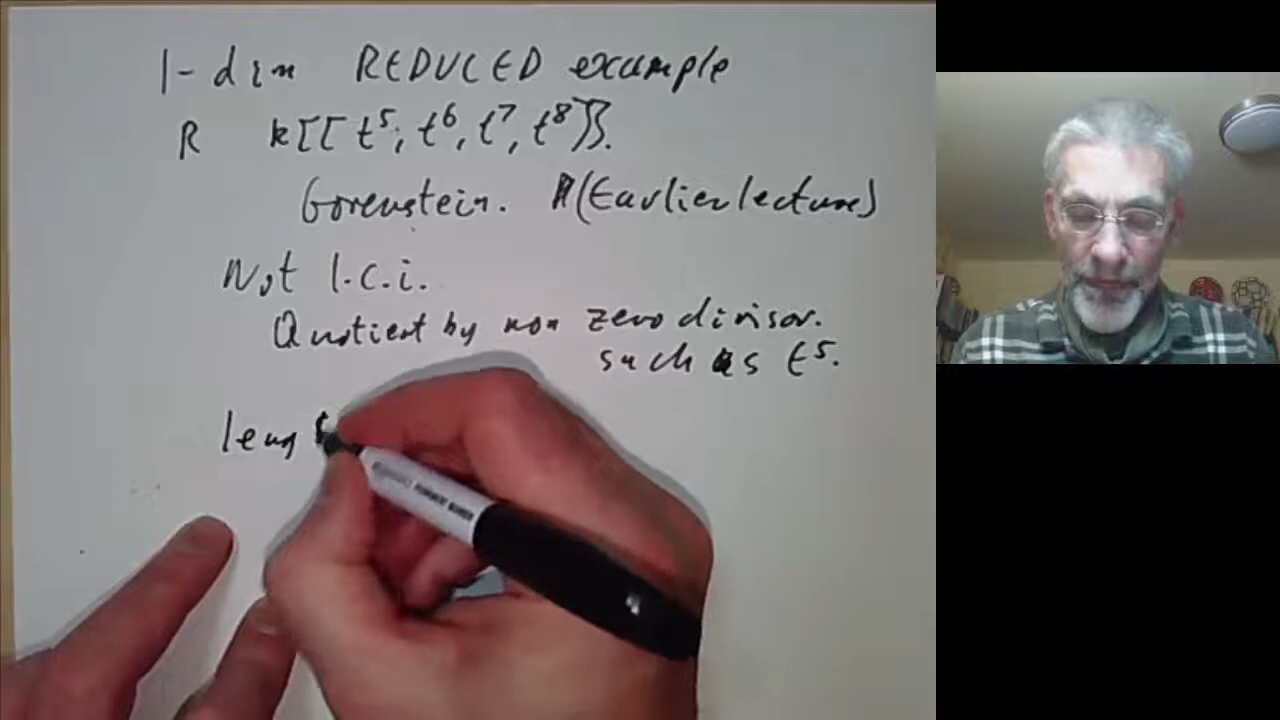 1-dim REDUCED example
R k[[t⁵, t⁶, t⁷, t⁸]].
Gorenstein. (Earlier lecture)
Not l.c.i.
Quotient by non zero divisor.
such as t⁵.
leng